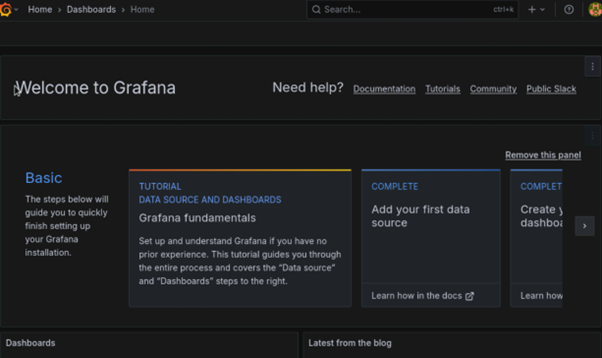 Home › Dashboards › Home
Search...
ctrl+k
Welcome to Grafana
Need help?
Documentation
Tutorials
Community
Public Slack
Remove this panel
Basic
The steps below will
guide you to quickly
finish setting up
your Grafana
installation.
TUTORIAL
DATA SOURCE AND DASHBOARDS
Grafana fundamentals
Set up and understand Grafana if you have no
prior experience. This tutorial guides you through
the entire process and covers the “Data source”
and “Dashboards” steps to the right.
COMPLETE
Add your first data
source
Learn how in the docs
COMPLET
Create
dashboa
Learn how
Dashboards
Latest from the blog